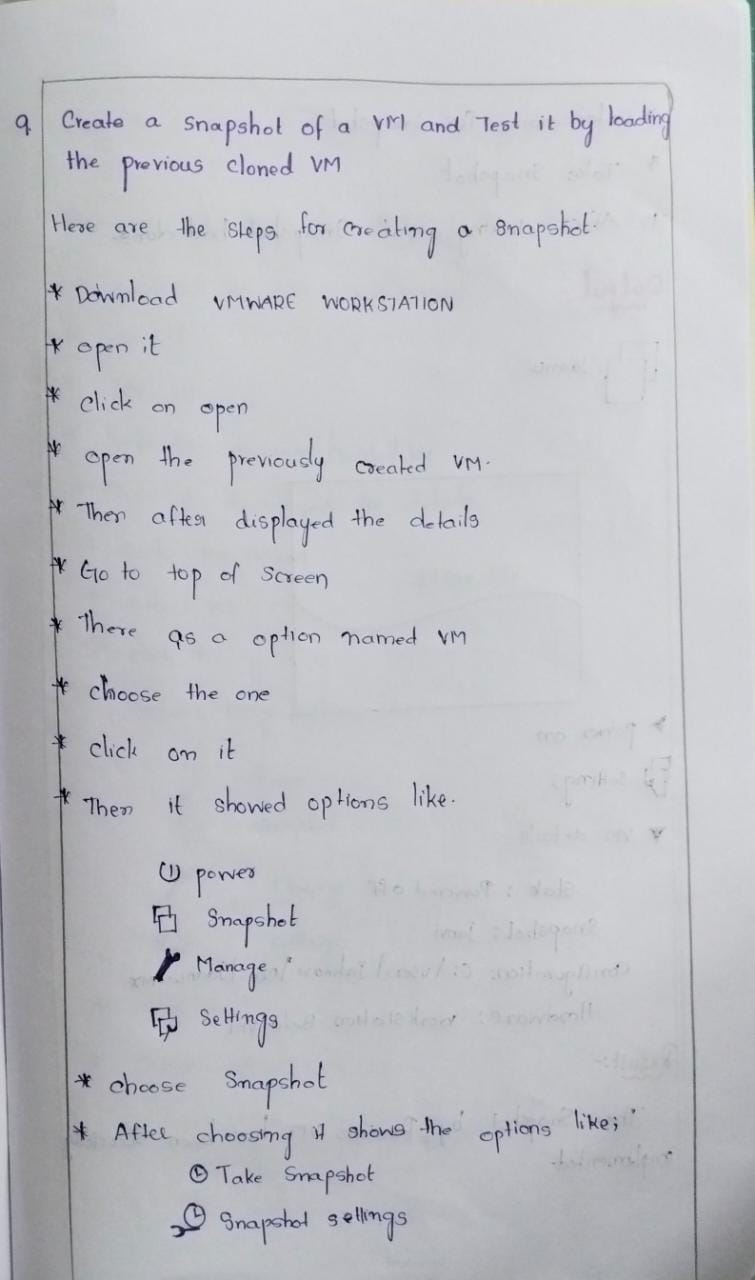 9 Create a snapshot of a VM and Test it by loading
the previous cloned VM
Here are the steps for creating a snapshot.
* Download VMWARE WORKSTATION
* open it
* click on open
* open the previously created VM.
* Then after displayed the details
* Go to top of Screen
* There as a option named VM
* choose the one
* click on it
* Then it showed options like.
power
Snapshot
Manage
Settings
* choose Snapshot
* After choosing it shows the options like;
Take Snapshot
Snapshot settings